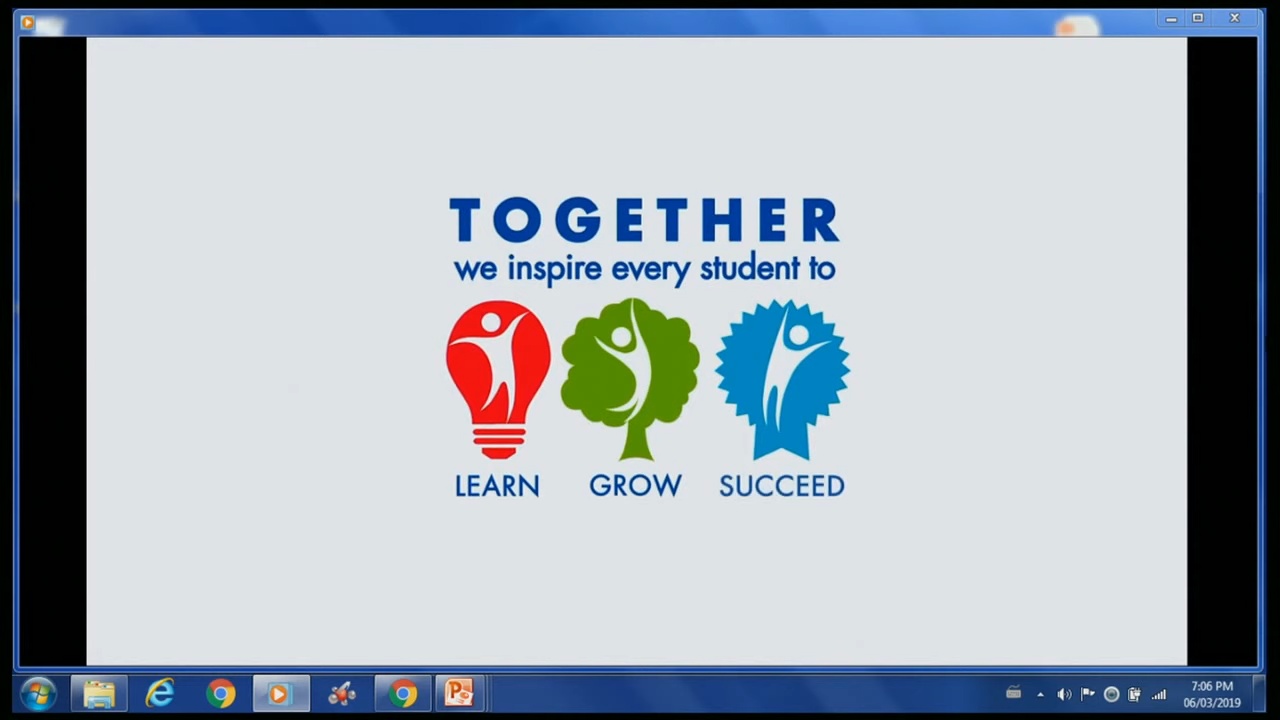 TOGETHER
we inspire every student to
LEARN GROW SUCCEED
7:06 PM
06/03/2019